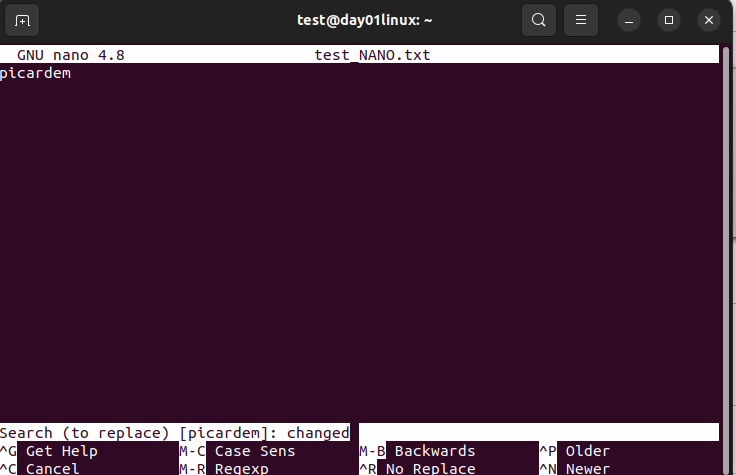 test@day01linux: ~
GNU nano 4.8 test_NANO.txt
picardem
Search (to replace) [picardem]: changed
^G Get Help M-C Case Sens M-B Backwards ^P Older
^C Cancel M-R Regexp ^R No Replace ^N Newer